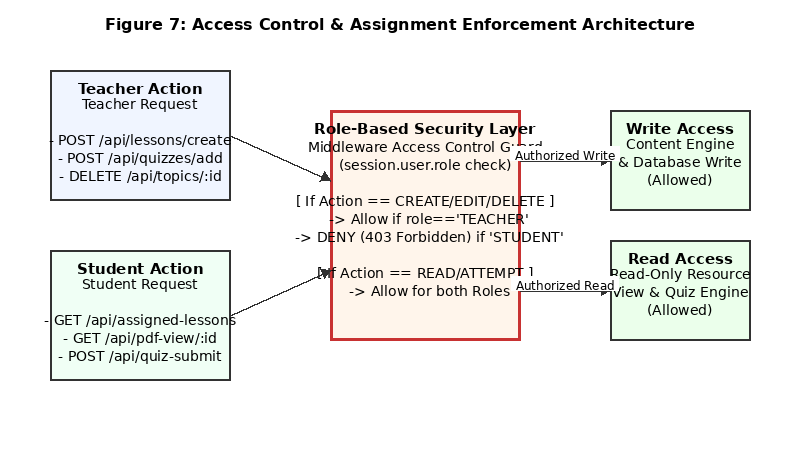 Figure 7: Access Control & Assignment Enforcement Architecture
Teacher Action
Teacher Request
- POST /api/lessons/create
- POST /api/quizzes/add
- DELETE /api/topics/:id
Student Action
Student Request
- GET /api/assigned-lessons
- GET /api/pdf-view/:id
- POST /api/quiz-submit
Role-Based Security Layer
Middleware Access Control Guard
(session.user.role check)
[ If Action == CREATE/EDIT/DELETE ]
-> Allow if role=='TEACHER'
-> DENY (403 Forbidden) if 'STUDENT'
[ If Action == READ/ATTEMPT ]
-> Allow for both Roles
Authorized Write
Authorized Read
Write Access
Content Engine
& Database Write
(Allowed)
Read Access
Read-Only Resource
View & Quiz Engine
(Allowed)